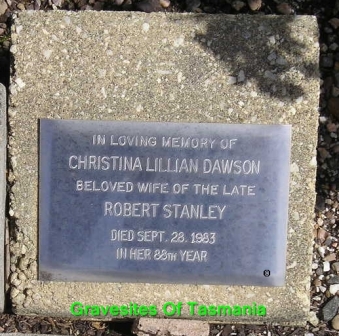 IN LOVING MEMORY OF
CHRISTINA LILLIAN DAWSON
BELOVED WIFE OF THE LATE
ROBERT STANLEY
DIED SEPT. 28. 1983
IN HER 88TH YEAR
Gravesites Of Tasmania